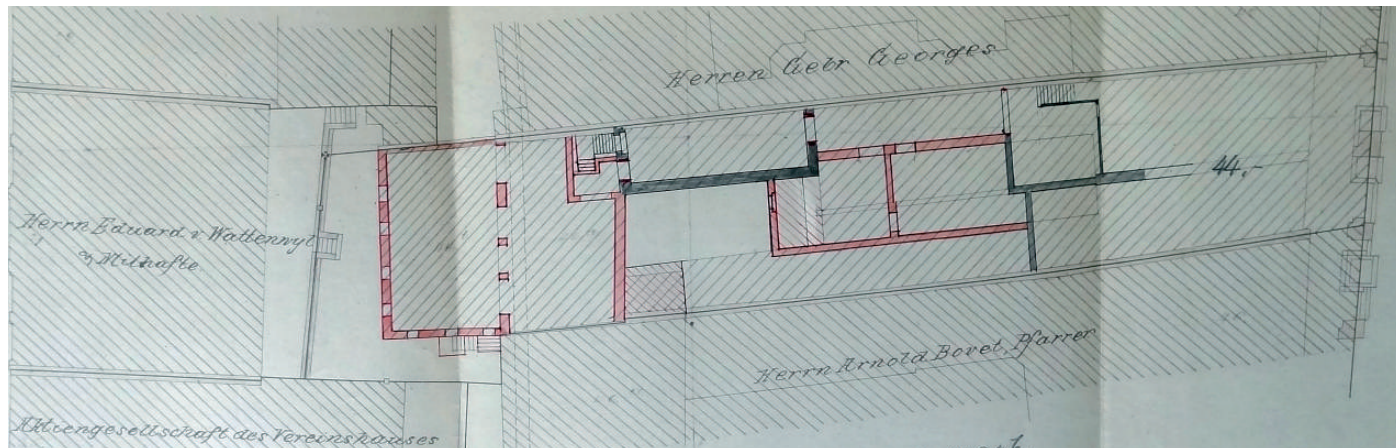 Herren Gebr Georges
44,-
Herrn Eduard v Wattenwyl
& Mithafte
Herrn Arnold Bovet, Pfarrer
Aktiengesellschaft des Vereinshauses